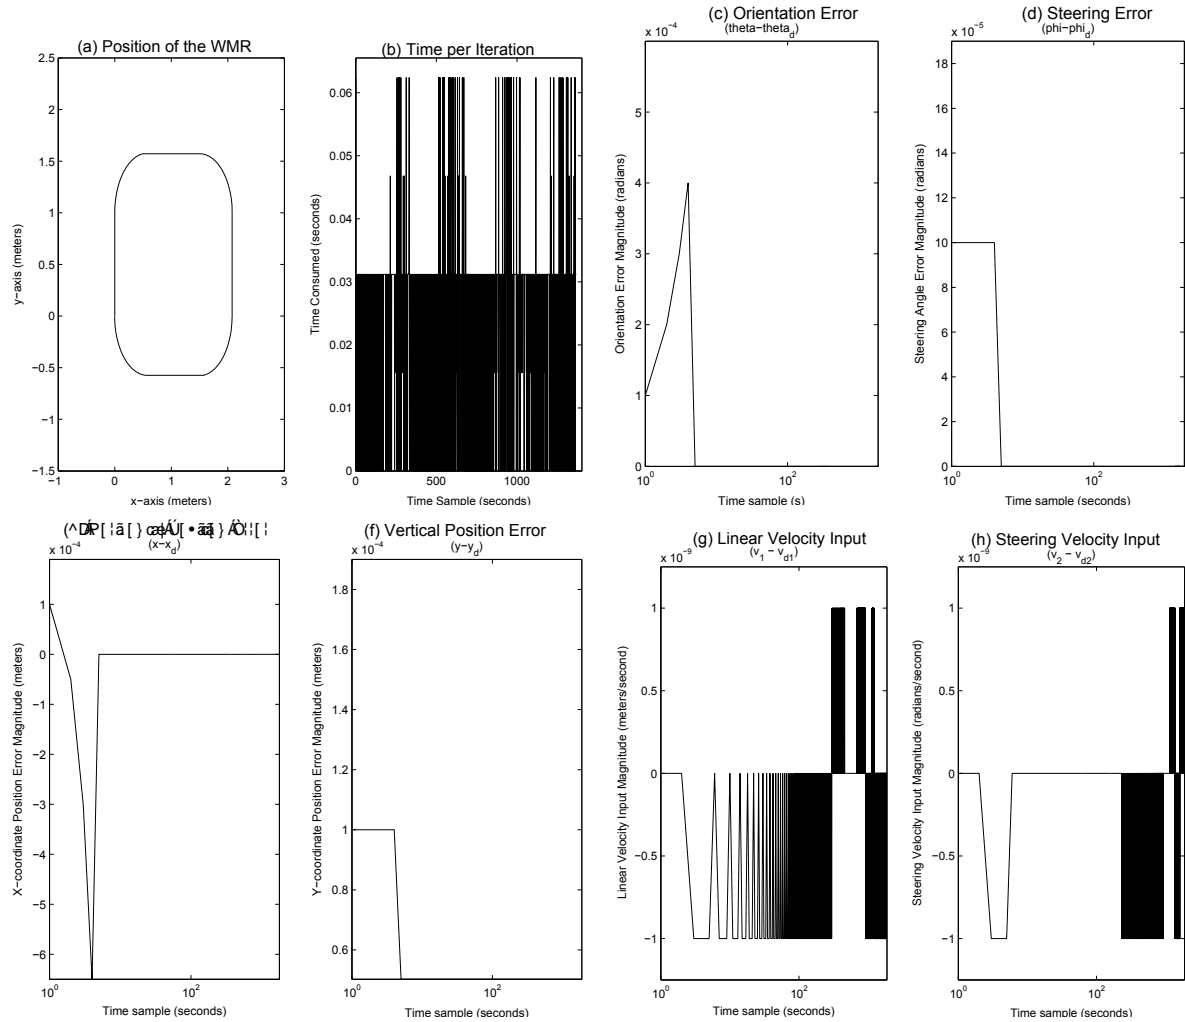 (a) Position of the WMR
2.5
2
1.5
1
0.5
0
−0.5
−1
−1.5
−1
0
1
2
3
y−axis (meters)
x−axis (meters)
(b) Time per Iteration
0.06
0.05
0.04
0.03
0.02
0.01
0
0
500
1000
Time Consumed (seconds)
Time Sample (seconds)
(c) Orientation Error
(theta−theta_d)
x 10^−4
5
4
3
2
1
0
10^0
10^2
Orientation Error Magnitude (radians)
Time Sample (s)
(d) Steering Error
(phi−phi_d)
x 10^−5
18
16
14
12
10
8
6
4
2
0
10^0
10^2
Steering Angle Error Magnitude (radians)
Time Sample (seconds)
(x−x_d)
x 10^−4
1
0
−1
−2
−3
−4
−5
−6
10^0
10^2
X−coordinate Position Error Magnitude (meters)
Time sample (seconds)
(f) Vertical Position Error
(y−y_d)
x 10^−4
1.8
1.6
1.4
1.2
1
0.8
0.6
10^0
10^2
Y−coordinate Position Error Magnitude (meters)
Time sample (seconds)
(g) Linear Velocity Input
(v_1 − v_d1)
x 10^−9
1
0.5
0
−0.5
−1
10^0
10^2
Linear Velocity Input Magnitude (meters/second)
Time sample (seconds)
(h) Steering Velocity Input
(v_2 − v_d2)
x 10^−9
1
0.5
0
−0.5
−1
10^0
10^2
Steering Velocity Input Magnitude (radians/second)
Time sample (seconds)